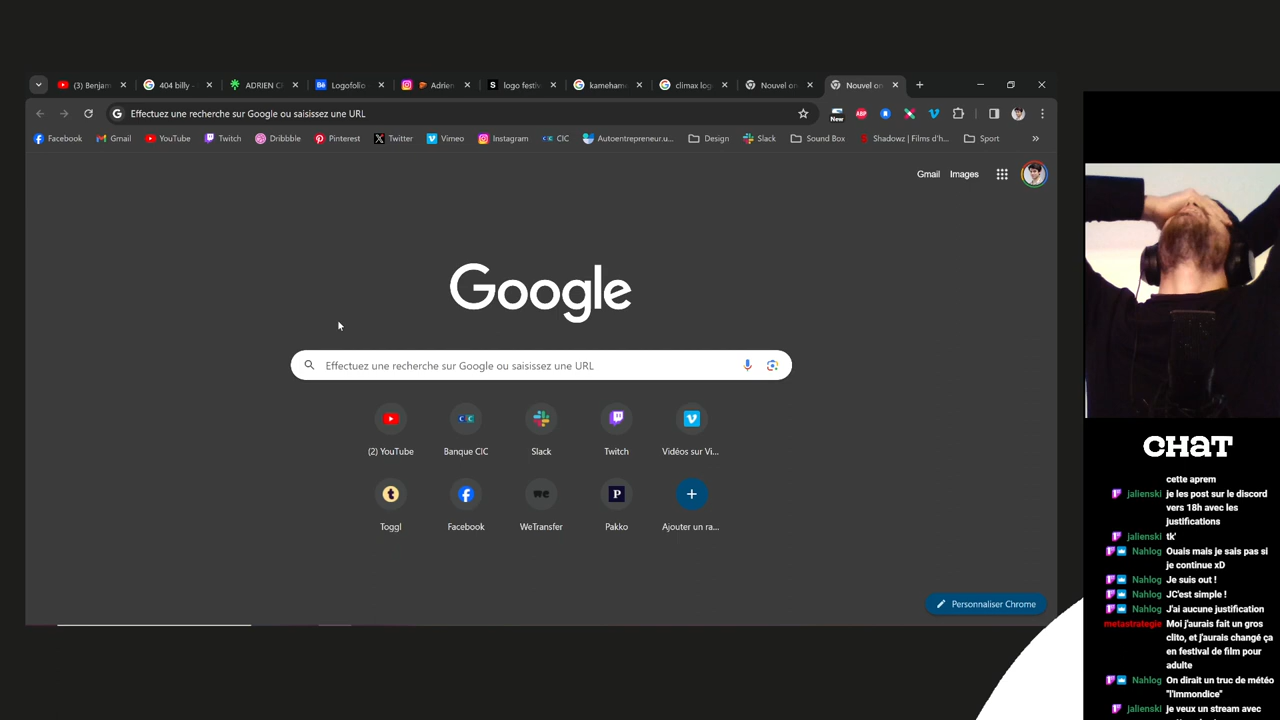 (3) Benjam
404 billy -
ADRIEN C
Logofolio
Adrien
logo festiv
kameham
climax log
Nouvel on
Nouvel on
Effectuez une recherche sur Google ou saisissez une URL
New
ABP
Facebook
Gmail
YouTube
Twitch
Dribbble
Pinterest
Twitter
Vimeo
Instagram
CIC
Autoentrepreneur.u...
Design
Slack
Sound Box
Shadowz | Films d'h...
Sport
Gmail
Images
Google
Effectuez une recherche sur Google ou saisissez une URL
(2) YouTube
Banque CIC
Slack
Twitch
Vidéos sur Vi...
Toggl
Facebook
WeTransfer
Pakko
Ajouter un ra...
Personnaliser Chrome
CHAT
cette aprem
jalienski je les post sur le discord
vers 18h avec les
justifications
jalienski tk'
Nahlog Ouais mais je sais pas si
je continue xD
Nahlog Je suis out !
Nahlog JC'est simple !
Nahlog J'ai aucune justification
metastrategie Moi j'aurais fait un gros
clito, et j'aurais changé ça
en festival de film pour
adulte
Nahlog On dirait un truc de météo
"l'Immondice"
jalienski je veux un stream avec